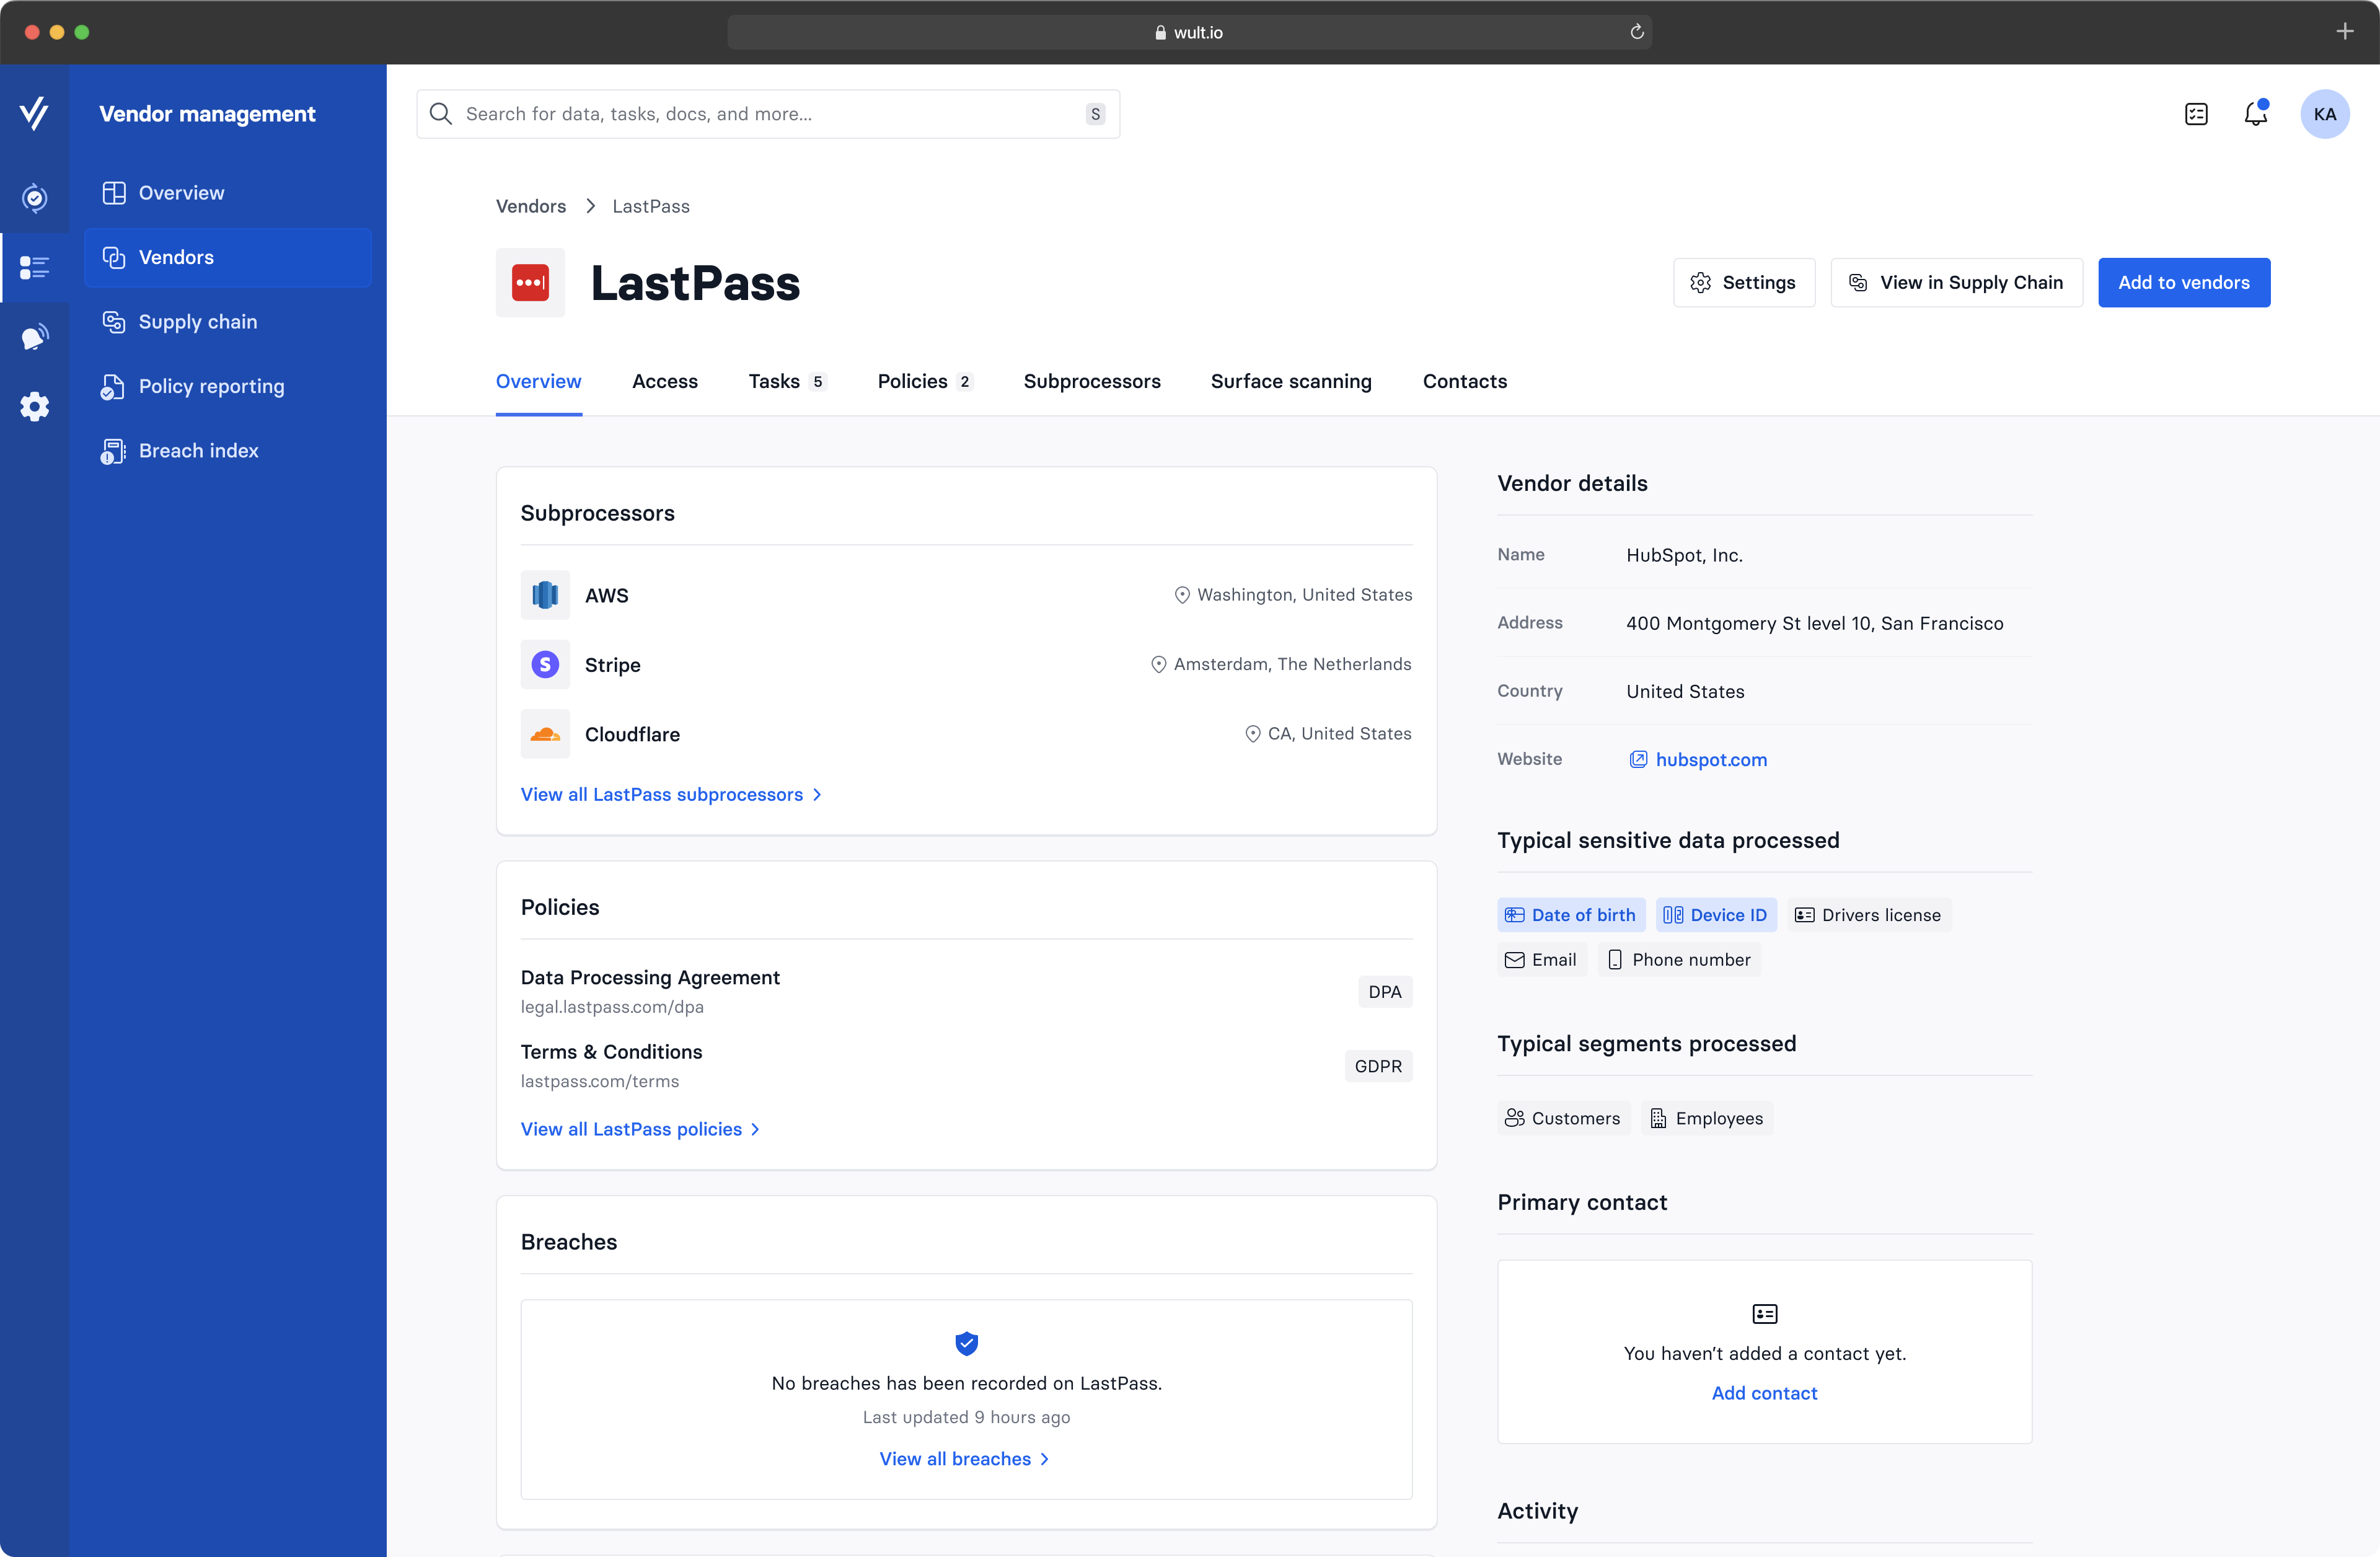 wult.io
Vendor management
Overview
Vendors
Supply chain
Policy reporting
Breach index
Search for data, tasks, docs, and more...
S
KA
Vendors
LastPass
LastPass
Settings
View in Supply Chain
Add to vendors
Overview
Access
Tasks 5
Policies 2
Subprocessors
Surface scanning
Contacts
Subprocessors
AWS
Washington, United States
S
Stripe
Amsterdam, The Netherlands
Cloudflare
CA, United States
View all LastPass subprocessors
Policies
Data Processing Agreement
legal.lastpass.com/dpa
DPA
Terms & Conditions
lastpass.com/terms
GDPR
View all LastPass policies
Breaches
No breaches has been recorded on LastPass.
Last updated 9 hours ago
View all breaches
Vendor details
Name HubSpot, Inc.
Address 400 Montgomery St level 10, San Francisco
Country United States
Website hubspot.com
Typical sensitive data processed
Date of birth
Device ID
Drivers license
Email
Phone number
Typical segments processed
Customers
Employees
Primary contact
You haven’t added a contact yet.
Add contact
Activity